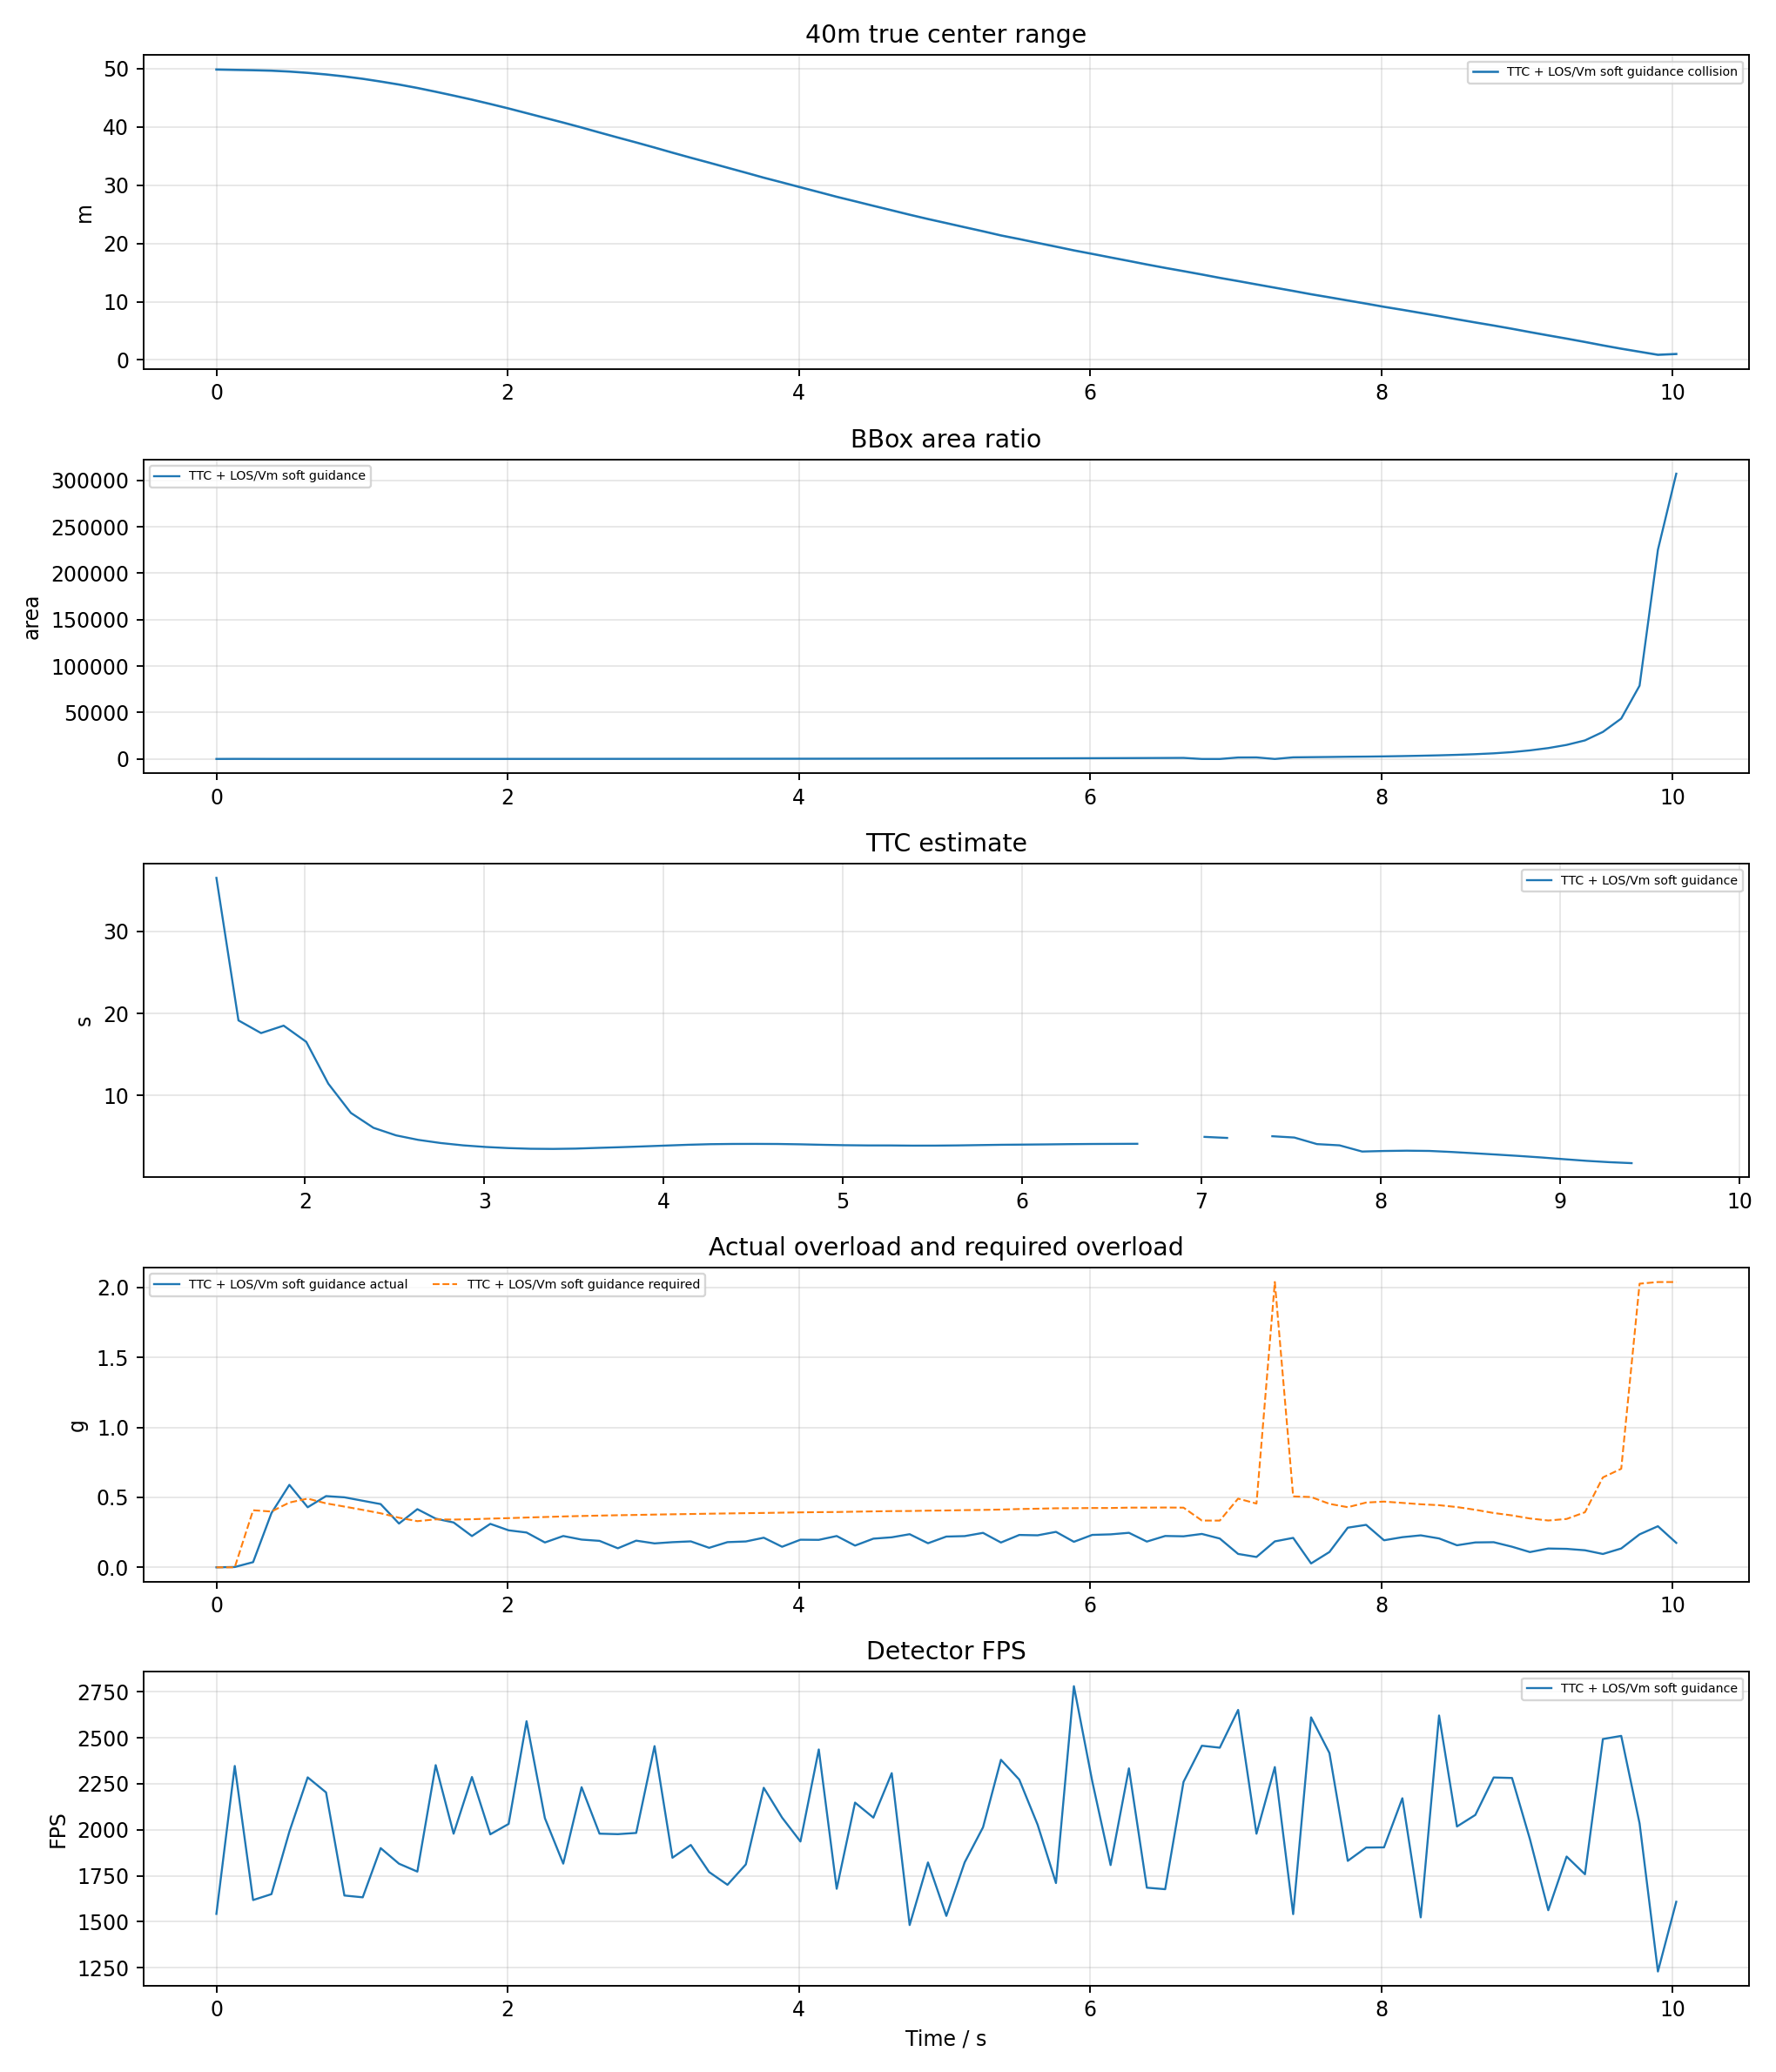 40m true center range
TTC + LOS/Vm soft guidance collision
50
40
30
20
10
0
m
0 2 4 6 8 10
BBox area ratio
TTC + LOS/Vm soft guidance
300000
250000
200000
150000
100000
50000
0
area
0 2 4 6 8 10
TTC estimate
TTC + LOS/Vm soft guidance
30
20
10
s
2 3 4 5 6 7 8 9 10
Actual overload and required overload
TTC + LOS/Vm soft guidance actual TTC + LOS/Vm soft guidance required
2.0
1.5
1.0
0.5
0.0
g
0 2 4 6 8 10
Detector FPS
TTC + LOS/Vm soft guidance
2750
2500
2250
2000
1750
1500
1250
FPS
0 2 4 6 8 10
Time / s